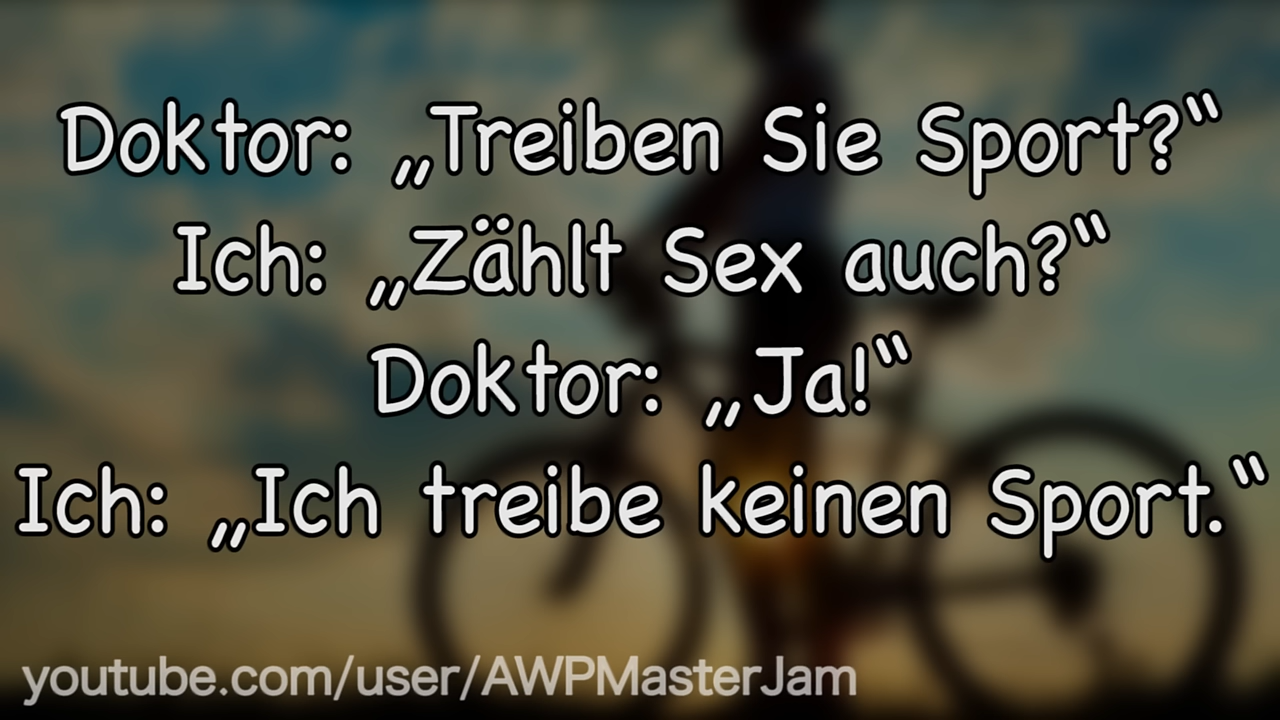 Doktor: „Treiben Sie Sport?“
Ich: „Zählt Sex auch?“
Doktor: „Ja!“
Ich: „Ich treibe keinen Sport.“
youtube.com/user/AWPMasterJam